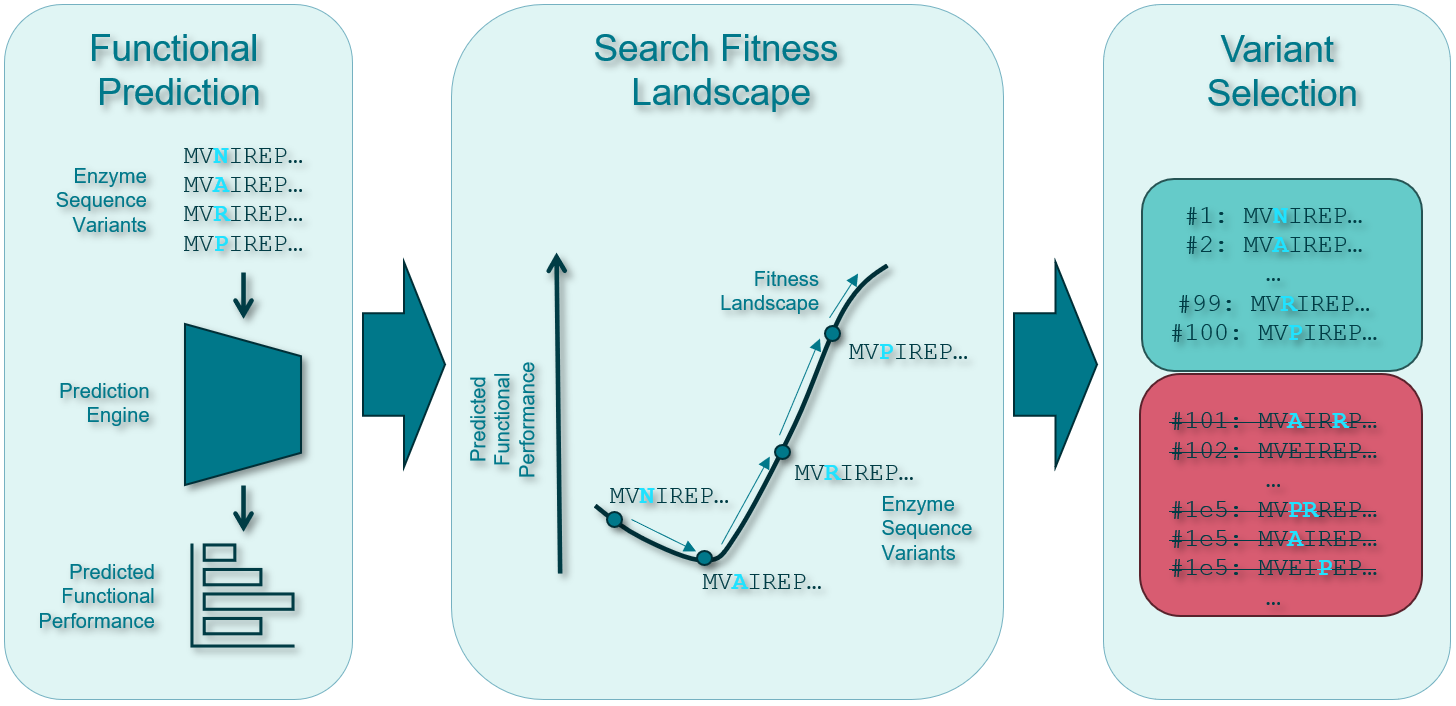 Functional
Prediction
Enzyme
Sequence
Variants
MVNIREP…
MVAIREP…
MVRIREP…
MVPIREP…
Prediction
Engine
Predicted
Functional
Performance
Search Fitness
Landscape
Predicted
Functional
Performance
Fitness
Landscape
MVPIREP…
MVRIREP…
MVNIREP…
Enzyme
Sequence
Variants
MVAIREP…
Variant
Selection
#1: MVNIREP…
#2: MVAIREP…
…
#99: MVRIREP…
#100: MVPIREP…
#101: MVAIRRP…
#102: MVEIREP…
…
#1e5: MVPRREP…
#1e5: MVAIREP…
#1e5: MVEIPEP…
…